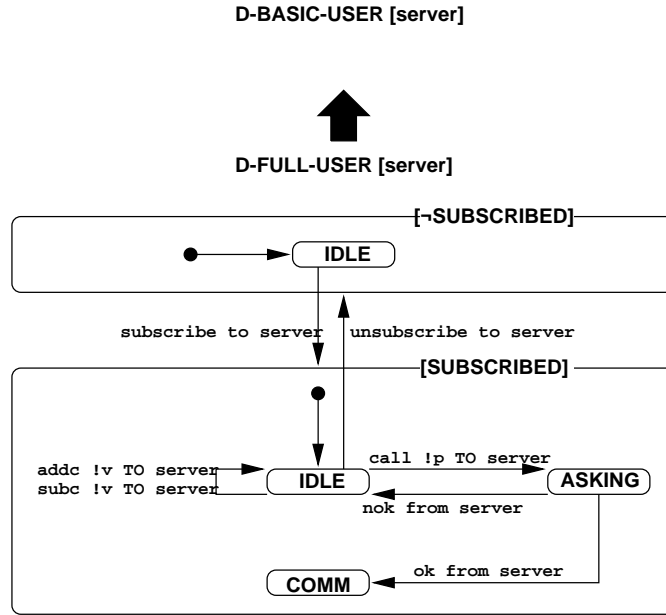 D-BASIC-USER [server]
D-FULL-USER [server]
[¬SUBSCRIBED]
IDLE
subscribe to server
unsubscribe to server
[SUBSCRIBED]
call !p TO server
addc !v TO server
subc !v TO server
IDLE
ASKING
nok from server
ok from server
COMM